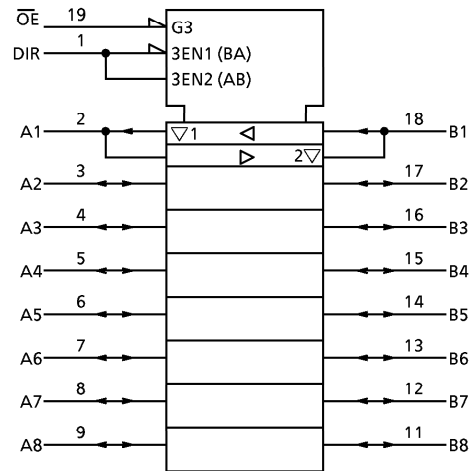 OE 19 G3
DIR 1 3EN1 (BA)
3EN2 (AB)
A1 2 1 18 B1
2
A2 3 17 B2
A3 4 16 B3
A4 5 15 B4
A5 6 14 B5
A6 7 13 B6
A7 8 12 B7
A8 9 11 B8